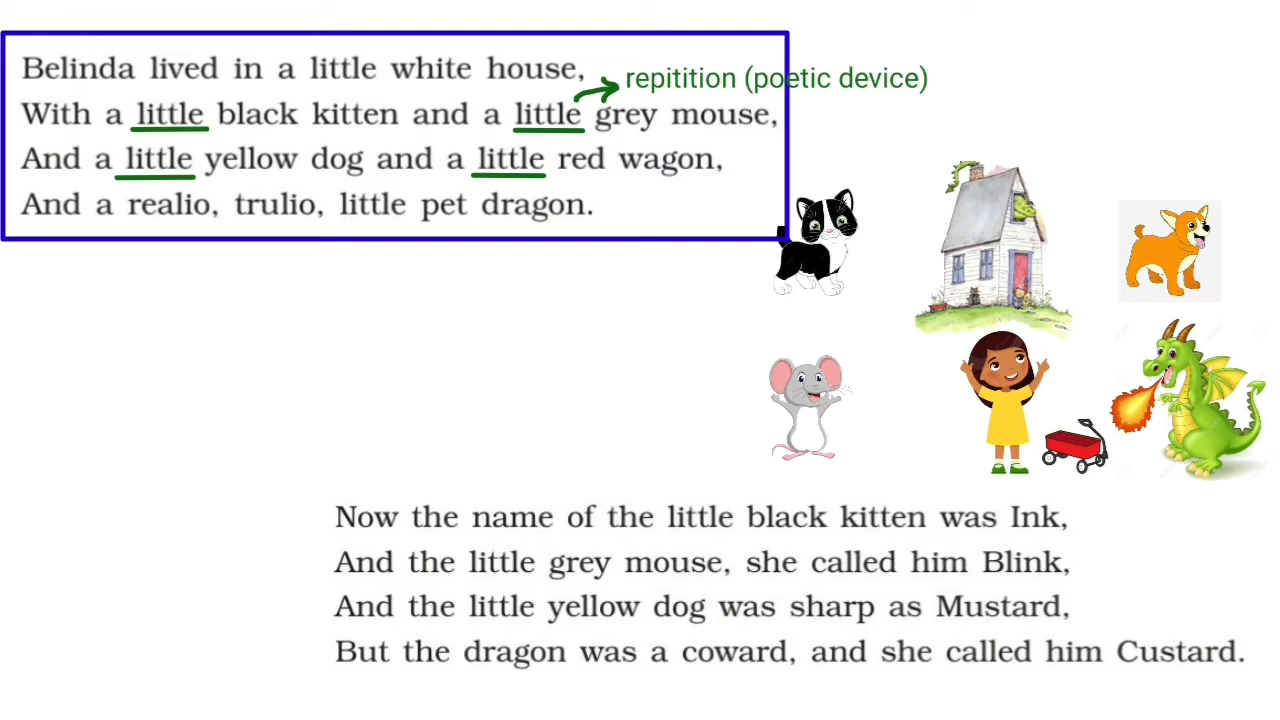 Belinda lived in a little white house,
repitition (poetic device)
With a little black kitten and a little grey mouse,
And a little yellow dog and a little red wagon,
And a realio, trulio, little pet dragon.
Now the name of the little black kitten was Ink,
And the little grey mouse, she called him Blink,
And the little yellow dog was sharp as Mustard,
But the dragon was a coward, and she called him Custard.